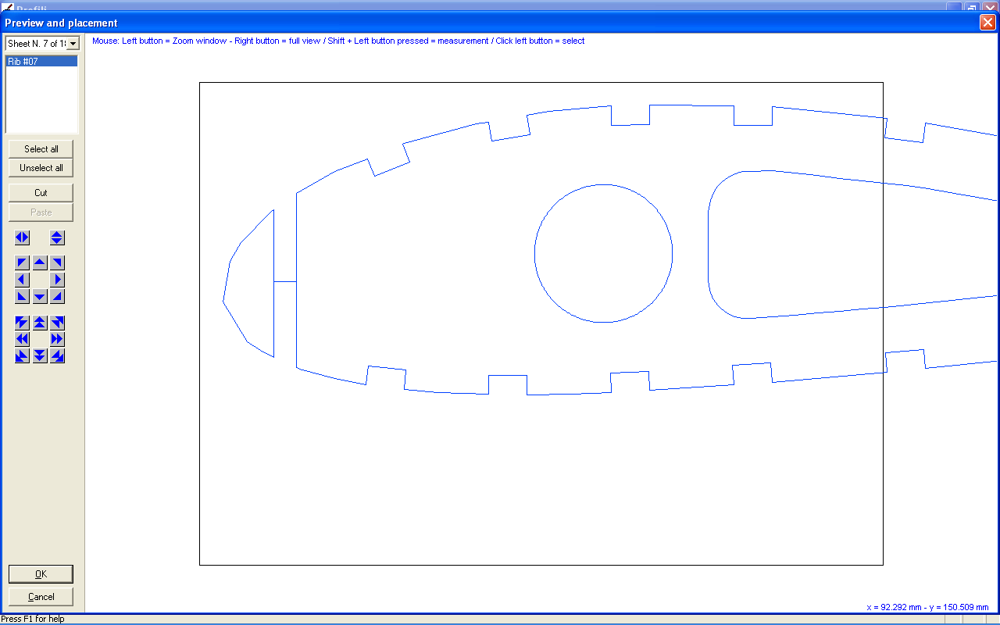 Profili
Preview and placement
Sheet N. 7 of 1
Mouse: Left button = Zoom window - Right button = full view / Shift + Left button pressed = measurement / Click left button = select
Rib #07
Select all
Unselect all
Cut
Paste
OK
Cancel
x = 92.292 mm - y = 150.509 mm
Press F1 for help